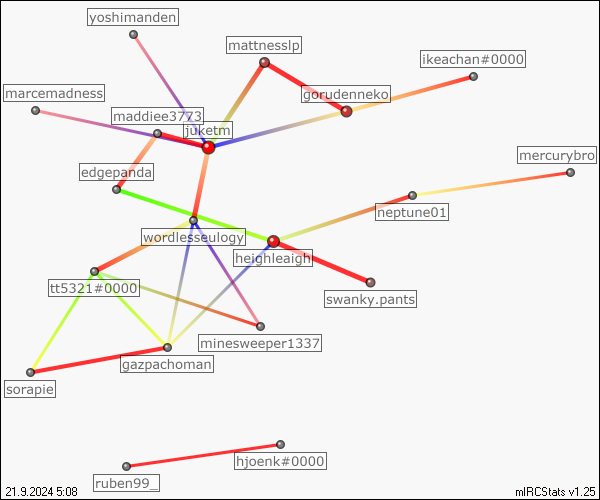 yoshimanden
mattnesslp
ikeachan#0000
marcemadness
gorudenneko
maddiee3773
juketm
mercurybro
edgepanda
neptune01
wordlesseulogy
heighleaigh
tt5321#0000
swanky.pants
minesweeper1337
gazpachoman
sorapie
hjoenk#0000
ruben99_
21.9.2024 5:08
mIRCStats v1.25